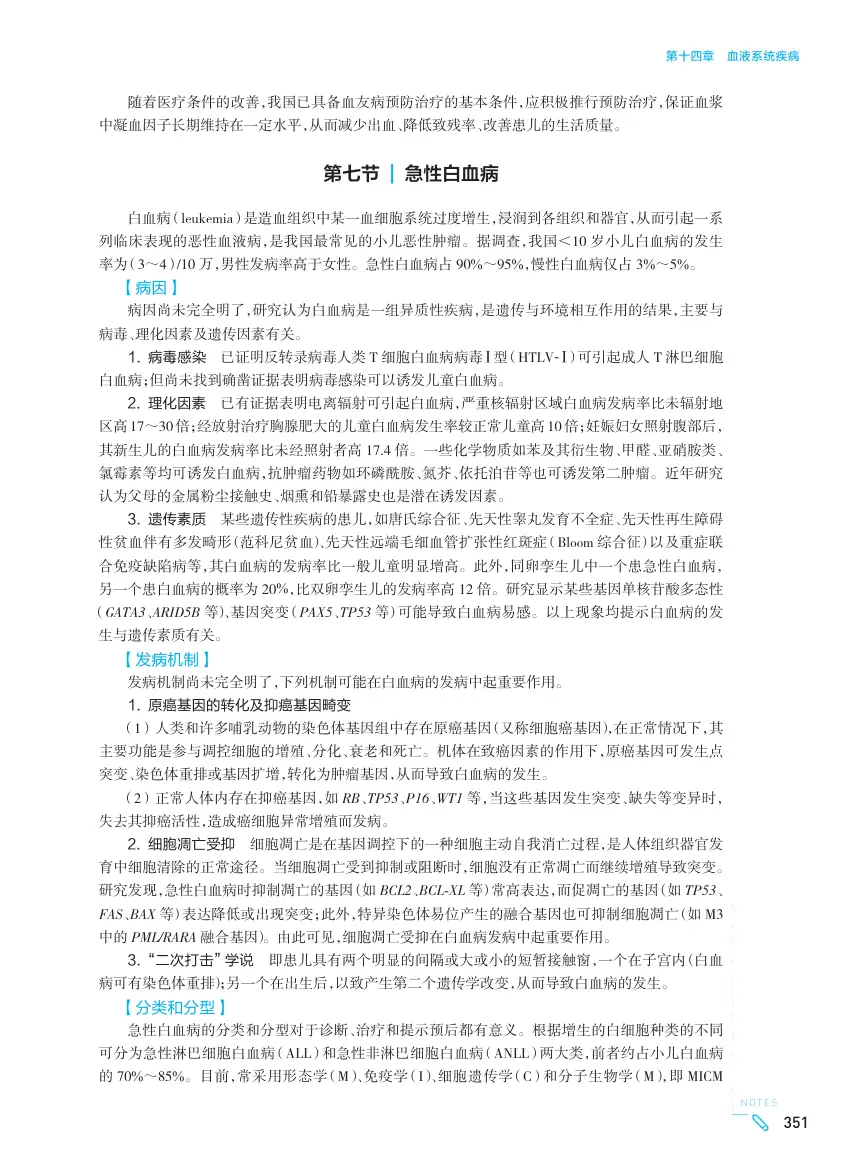 第十四章 血液系统疾病
随着医疗条件的改善，我国已具备血友病预防治疗的基本条件，应积极推行预防治疗，保证血浆
中凝血因子长期维持在一定水平，从而减少出血、降低致残率、改善患儿的生活质量。
第七节 | 急性白血病
白血病（leukemia）是造血组织中某一血细胞系统过度增生，浸润到各组织和器官，从而引起一系
列临床表现的恶性血液病，是我国最常见的小儿恶性肿瘤。据调查，我国＜10 岁小儿白血病的发生
率为（3～4）/10 万，男性发病率高于女性。急性白血病占 90%～95%，慢性白血病仅占 3%～5%。
【病因】
病因尚未完全明了，研究认为白血病是一组异质性疾病，是遗传与环境相互作用的结果，主要与
病毒、理化因素及遗传因素有关。
1. 病毒感染 已证明反转录病毒人类 T 细胞白血病病毒Ⅰ型（HTLV-Ⅰ）可引起成人 T 淋巴细胞
白血病；但尚未找到确凿证据表明病毒感染可以诱发儿童白血病。
2. 理化因素 已有证据表明电离辐射可引起白血病，严重核辐射区域白血病发病率比未辐射地
区高 17～30 倍；经放射治疗胸腺肥大的儿童白血病发生率较正常儿童高 10 倍；妊娠妇女照射腹部后，
其新生儿的白血病发病率比未经照射者高 17.4 倍。一些化学物质如苯及其衍生物、甲醛、亚硝胺类、
氯霉素等均可诱发白血病，抗肿瘤药物如环磷酰胺、氮芥、依托泊苷等也可诱发第二肿瘤。近年研究
认为父母的金属粉尘接触史、烟熏和铅暴露史也是潜在诱发因素。
3. 遗传素质 某些遗传性疾病的患儿，如唐氏综合征、先天性睾丸发育不全症、先天性再生障碍
性贫血伴有多发畸形（范科尼贫血）、先天性远端毛细血管扩张性红斑症（Bloom 综合征）以及重症联
合免疫缺陷病等，其白血病的发病率比一般儿童明显增高。此外，同卵孪生儿中一个患急性白血病，
另一个患白血病的概率为 20%，比双卵孪生儿的发病率高 12 倍。研究显示某些基因单核苷酸多态性
（GATA3、ARID5B 等）、基因突变（PAX5、TP53 等）可能导致白血病易感。以上现象均提示白血病的发
生与遗传素质有关。
【发病机制】
发病机制尚未完全明了，下列机制可能在白血病的发病中起重要作用。
1. 原癌基因的转化及抑癌基因畸变
（1）人类和许多哺乳动物的染色体基因组中存在原癌基因（又称细胞癌基因），在正常情况下，其
主要功能是参与调控细胞的增殖、分化、衰老和死亡。机体在致癌因素的作用下，原癌基因可发生点
突变、染色体重排或基因扩增，转化为肿瘤基因，从而导致白血病的发生。
（2）正常人体内存在抑癌基因，如 RB、TP53、P16、WT1 等，当这些基因发生突变、缺失等变异时，
失去其抑癌活性，造成癌细胞异常增殖而发病。
2. 细胞凋亡受抑 细胞凋亡是在基因调控下的一种细胞主动自我消亡过程，是人体组织器官发
育中细胞清除的正常途径。当细胞凋亡受到抑制或阻断时，细胞没有正常凋亡而继续增殖导致突变。
研究发现，急性白血病时抑制凋亡的基因（如 BCL2、BCL-XL 等）常高表达，而促凋亡的基因（如 TP53、
FAS、BAX 等）表达降低或出现突变；此外，特异染色体易位产生的融合基因也可抑制细胞凋亡（如 M3
中的 PML/RARA 融合基因）。由此可见，细胞凋亡受抑在白血病发病中起重要作用。
3. “二次打击”学说 即患儿具有两个明显的间隔或大或小的短暂接触窗，一个在子宫内（白血
病可有染色体重排）；另一个在出生后，以致产生第二个遗传学改变，从而导致白血病的发生。
【分类和分型】
急性白血病的分类和分型对于诊断、治疗和提示预后都有意义。根据增生的白细胞种类的不同
可分为急性淋巴细胞白血病（ALL）和急性非淋巴细胞白血病（ANLL）两大类，前者约占小儿白血病
的 70%～85%。目前，常采用形态学（M）、免疫学（I）、细胞遗传学（C）和分子生物学（M），即 MICM
NOTES
351